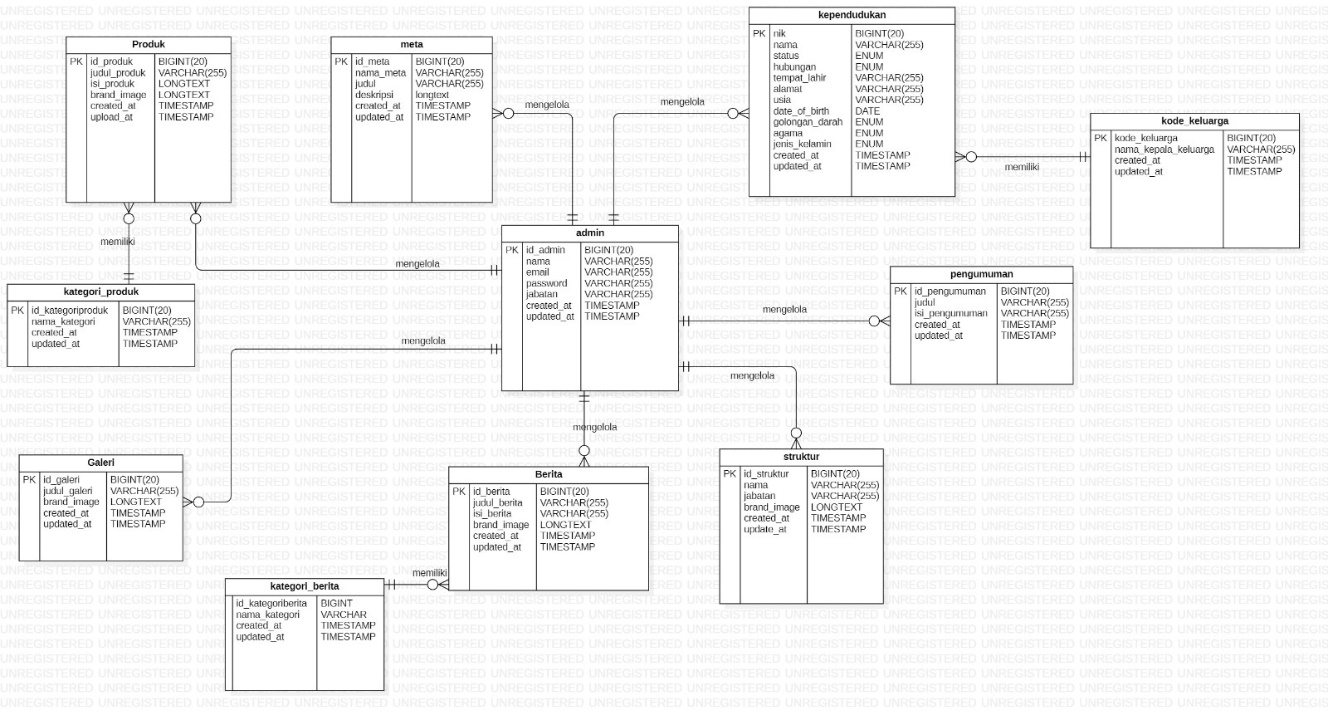 Produk
PK id_produk BIGINT(20)
judul_produk VARCHAR(255)
isi_produk LONGTEXT
brand_image LONGTEXT
created_at TIMESTAMP
upload_at TIMESTAMP
meta
PK id_meta BIGINT(20)
nama_meta VARCHAR(255)
judul VARCHAR(255)
deskripsi longtext
created_at TIMESTAMP
updated_at TIMESTAMP
mengelola
mengelola
kependudukan
PK nik BIGINT(20)
nama VARCHAR(255)
status ENUM
hubungan ENUM
tempat_lahir VARCHAR(255)
alamat VARCHAR(255)
usia VARCHAR(255)
date_of_birth DATE
golongan_darah ENUM
agama ENUM
jenis_kelamin ENUM
created_at TIMESTAMP
updated_at TIMESTAMP
memiliki
kode_keluarga
PK kode_keluarga BIGINT(20)
nama_kepala_keluarga VARCHAR(255)
created_at TIMESTAMP
updated_at TIMESTAMP
memiliki
mengelola
admin
PK id_admin BIGINT(20)
nama VARCHAR(255)
email VARCHAR(255)
password VARCHAR(255)
jabatan VARCHAR(255)
created_at TIMESTAMP
updated_at TIMESTAMP
kategori_produk
PK id_kategoriproduk BIGINT(20)
nama_kategori VARCHAR(255)
created_at TIMESTAMP
updated_at TIMESTAMP
mengelola
pengumuman
PK id_pengumuman BIGINT(20)
judul VARCHAR(255)
isi_pengumuman VARCHAR(255)
created_at TIMESTAMP
updated_at TIMESTAMP
mengelola
mengelola
mengelola
Galeri
PK id_galeri BIGINT(20)
judul_galeri VARCHAR(255)
brand_image LONGTEXT
created_at TIMESTAMP
updated_at TIMESTAMP
Berita
PK id_berita BIGINT(20)
judul_berita VARCHAR(255)
isi_berita VARCHAR(255)
brand_image LONGTEXT
created_at TIMESTAMP
updated_at TIMESTAMP
struktur
PK id_struktur BIGINT(20)
nama VARCHAR(255)
jabatan VARCHAR(255)
brand_image LONGTEXT
created_at TIMESTAMP
update_at TIMESTAMP
memiliki
kategori_berita
id_kategoriberita BIGINT
nama_kategori VARCHAR
created_at TIMESTAMP
updated_at TIMESTAMP
UNREGISTERED